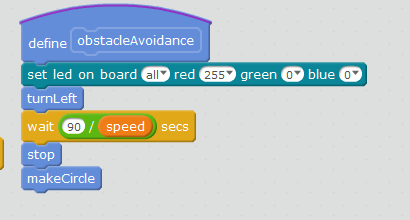 define obstacleAvoidance
set led on board all red 255 green 0 blue 0
turnLeft
wait 90 / speed secs
stop
makeCircle